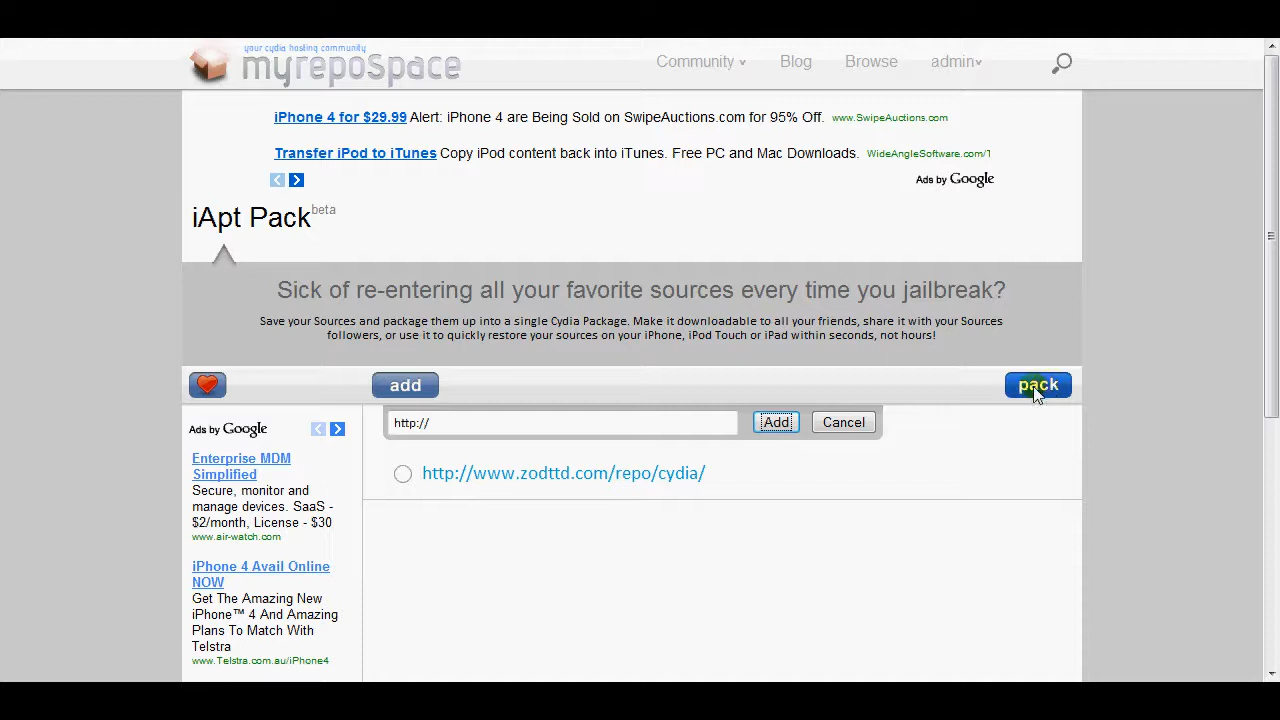 your cydia hosting community
myrepoSpace
Community
Blog
Browse
admin
iPhone 4 for $29.99 Alert: iPhone 4 are Being Sold on SwipeAuctions.com for 95% Off. www.SwipeAuctions.com
Transfer iPod to iTunes Copy iPod content back into iTunes. Free PC and Mac Downloads. WideAngleSoftware.com/T
Ads by Google
iApt Pack beta
Sick of re-entering all your favorite sources every time you jailbreak?
Save your Sources and package them up into a single Cydia Package. Make it downloadable to all your friends, share it with your Sources
followers, or use it to quickly restore your sources on your iPhone, iPod Touch or iPad within seconds, not hours!
add
pack
http://
Add
Cancel
http://www.zodttd.com/repo/cydia/
Ads by Google
Enterprise MDM
Simplified
Secure, monitor and
manage devices. SaaS -
$2/month, License - $30
www.air-watch.com
iPhone 4 Avail Online
NOW
Get The Amazing New
iPhone™ 4 And Amazing
Plans To Match With
Telstra
www.Telstra.com.au/iPhone4